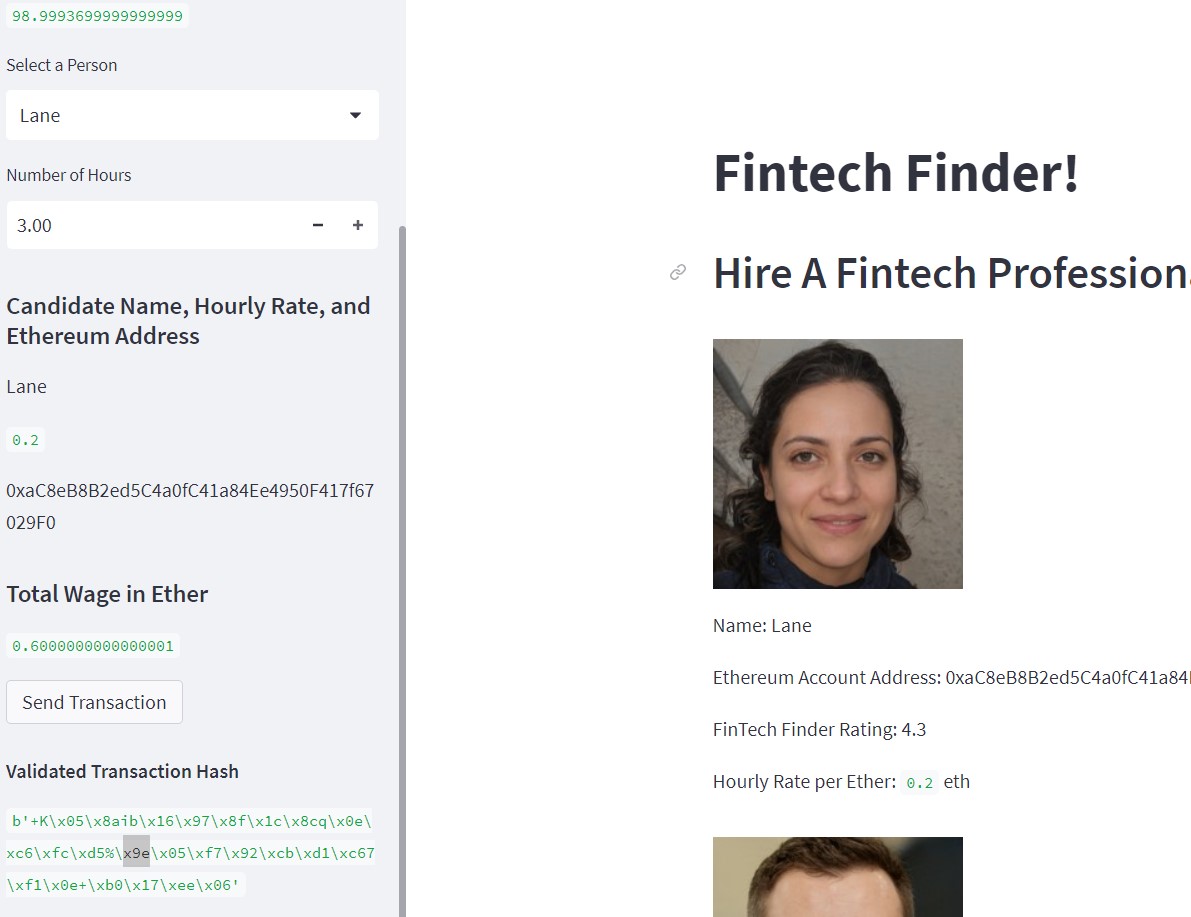 98.9993699999999999
Select a Person
Lane
Number of Hours
3.00
Candidate Name, Hourly Rate, and
Ethereum Address
Lane
0.2
0xaC8eB8B2ed5C4a0fC41a84Ee4950F417f67
029F0
Total Wage in Ether
0.6000000000000001
Send Transaction
Validated Transaction Hash
b'+K\x05\x8aib\x16\x97\x8f\x1c\x8cq\x0e\
xc6\xfc\xd5%\x9e\x05\xf7\x92\xcb\xd1\xc67
\xf1\x0e+\xb0\x17\xee\x06'
Fintech Finder!
Hire A Fintech Profession
Name: Lane
Ethereum Account Address: 0xaC8eB8B2ed5C4a0fC41a84
FinTech Finder Rating: 4.3
Hourly Rate per Ether: 0.2 eth